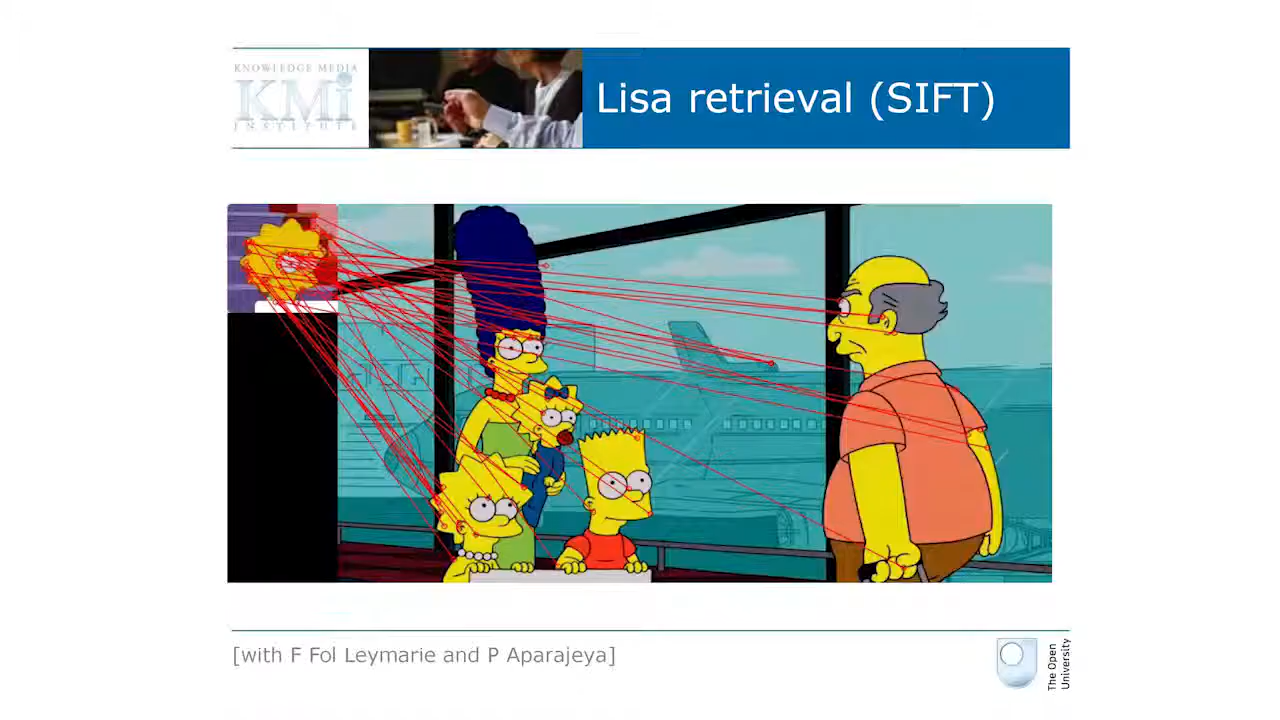 KNOWLEDGE MEDIA
KMi
INSTITUTE
Lisa retrieval (SIFT)
[with F Fol Leymarie and P Aparajeya]
The Open
University